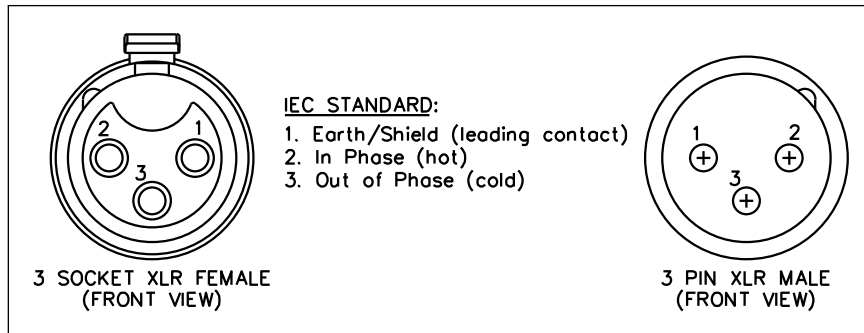 2
1
3
3 SOCKET XLR FEMALE
(FRONT VIEW)
IEC STANDARD:
1. Earth/Shield (leading contact)
2. In Phase (hot)
3. Out of Phase (cold)
1
2
3
3 PIN XLR MALE
(FRONT VIEW)